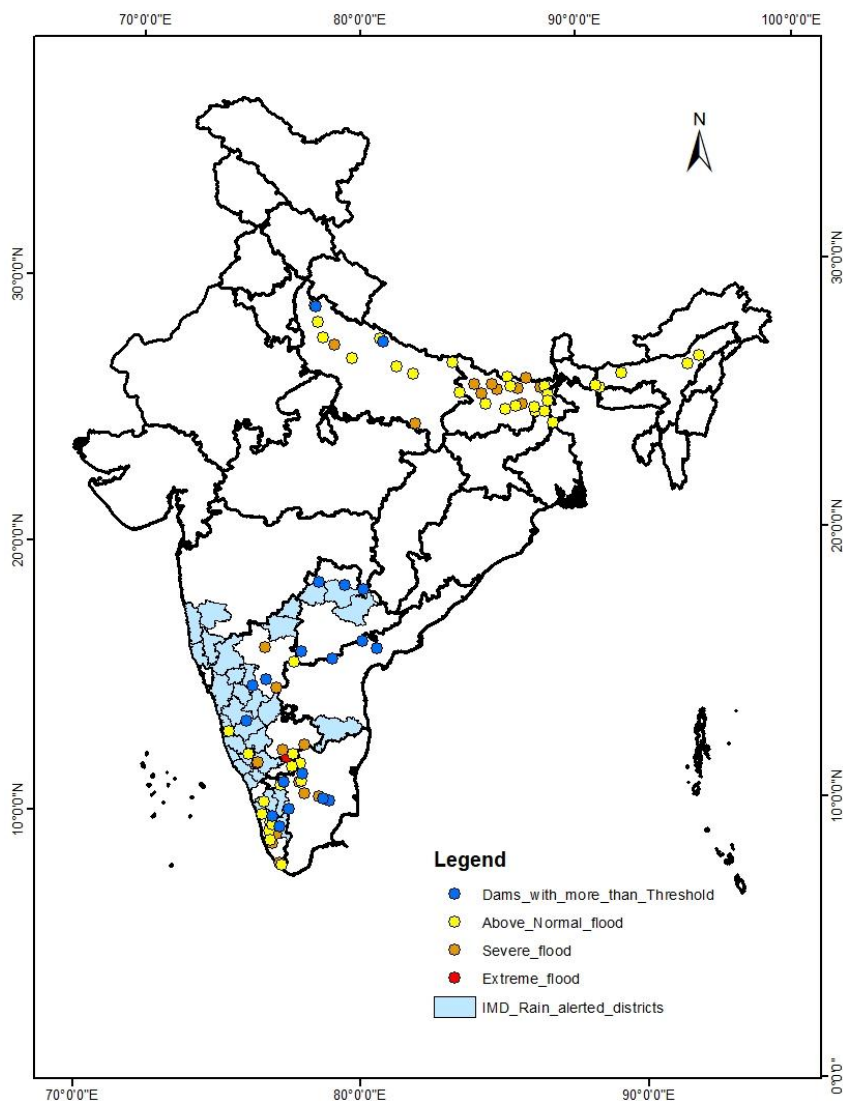 70°0'0"E 80°0'0"E 90°0'0"E 100°0'0"E
N
30°0'0"N 30°0'0"N
20°0'0"N 20°0'0"N
10°0'0"N 10°0'0"N
Legend
Dams_with_more_than_Threshold
Above_Normal_flood
Severe_flood
Extreme_flood
IMD_Rain_alerted_districts
0°0'0"
70°0'0"E 80°0'0"E 90°0'0"E